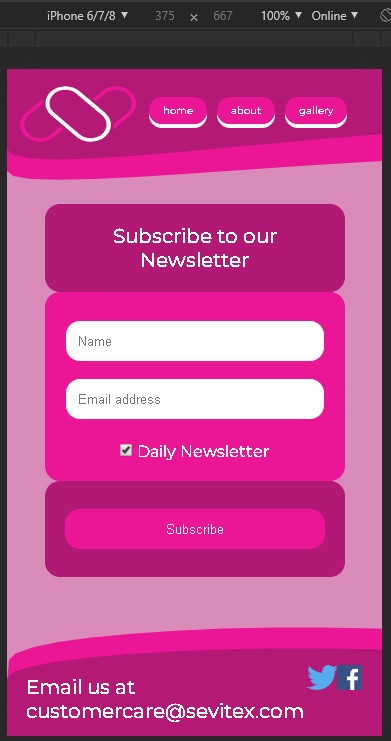 iPhone 6/7/8 ▼ 375 × 667 100% ▼ Online ▼
home about gallery
Subscribe to our
Newsletter
Name
Email address
Daily Newsletter
Subscribe
Email us at
customercare@sevitex.com